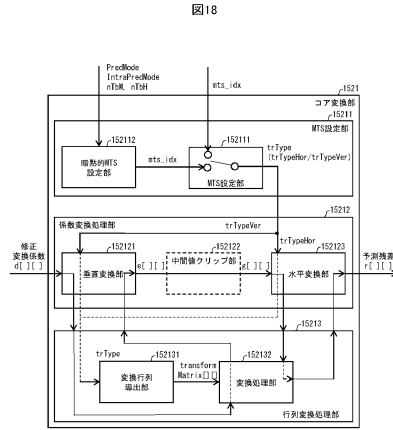 図18
PredMode
IntraPredMode
nTbW, nTbH
mts_idx
1521
コア変換部
15211
MTS設定部
152112
152111
暗黙的MTS
設定部
mts_idx
MTS設定部
trType
(trTypeHor/trTypeVer)
15212
係数変換処理部
trTypeVer
trTypeHor
152121
152122
152123
修正
変換係数
d[ ][ ]
垂直変換部
e[ ][ ]
中間値クリップ部
g[ ][ ]
水平変換部
予測残差
r[ ][ ]
15213
trType
152131
152132
変換行列
導出部
transform
Matrix[ ][ ]
変換処理部
行列変換処理部